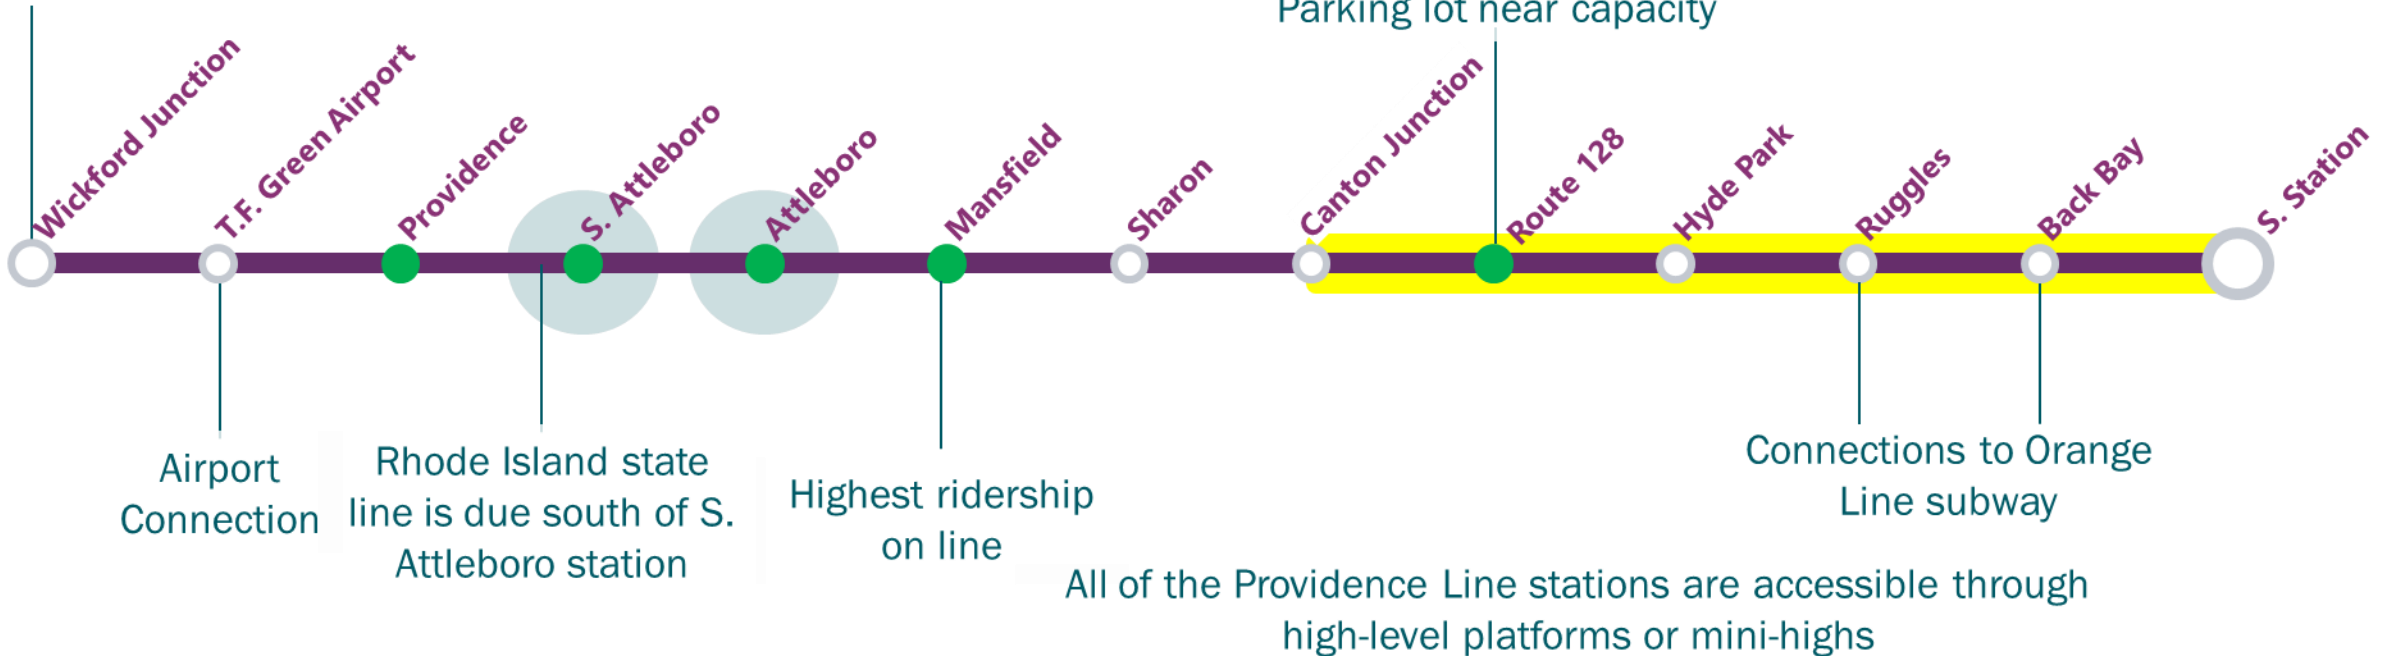 Parking lot near capacity
Wickford Junction
T.F. Green Airport
Providence
S. Attleboro
Attleboro
Mansfield
Sharon
Canton Junction
Route 128
Hyde Park
Ruggles
Back Bay
S. Station
Airport
Connection
Rhode Island state
line is due south of S.
Attleboro station
Highest ridership
on line
Connections to Orange
Line subway
All of the Providence Line stations are accessible through
high-level platforms or mini-highs